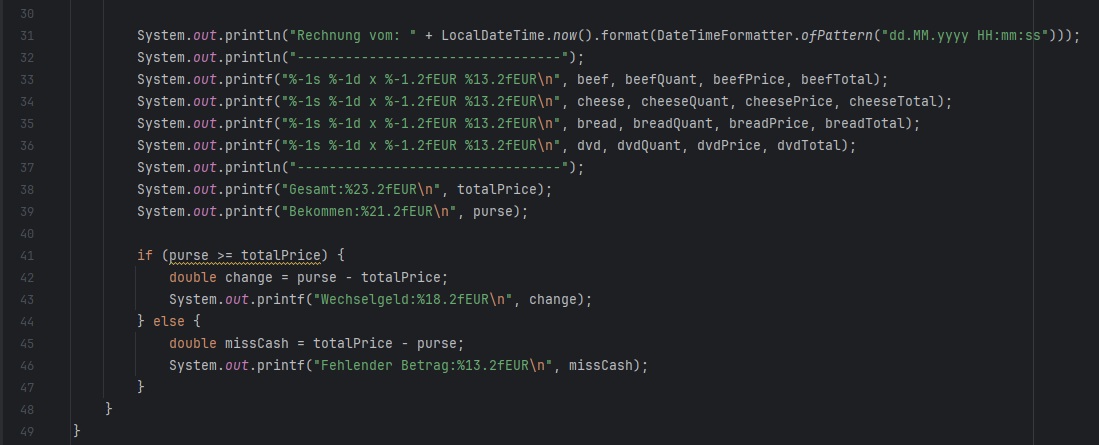 30
31 System.out.println("Rechnung vom: " + LocalDateTime.now().format(DateTimeFormatter.ofPattern("dd.MM.yyyy HH:mm:ss")));
32 System.out.println("---------------------------------");
33 System.out.printf("%-1s %-1d x %-1.2fEUR %13.2fEUR\n", beef, beefQuant, beefPrice, beefTotal);
34 System.out.printf("%-1s %-1d x %-1.2fEUR %13.2fEUR\n", cheese, cheeseQuant, cheesePrice, cheeseTotal);
35 System.out.printf("%-1s %-1d x %-1.2fEUR %13.2fEUR\n", bread, breadQuant, breadPrice, breadTotal);
36 System.out.printf("%-1s %-1d x %-1.2fEUR %13.2fEUR\n", dvd, dvdQuant, dvdPrice, dvdTotal);
37 System.out.println("---------------------------------");
38 System.out.printf("Gesamt:%23.2fEUR\n", totalPrice);
39 System.out.printf("Bekommen:%21.2fEUR\n", purse);
40
41 if (purse >= totalPrice) {
42 double change = purse - totalPrice;
43 System.out.printf("Wechselgeld:%18.2fEUR\n", change);
44 } else {
45 double missCash = totalPrice - purse;
46 System.out.printf("Fehlender Betrag:%13.2fEUR\n", missCash);
47 }
48 }
49 }